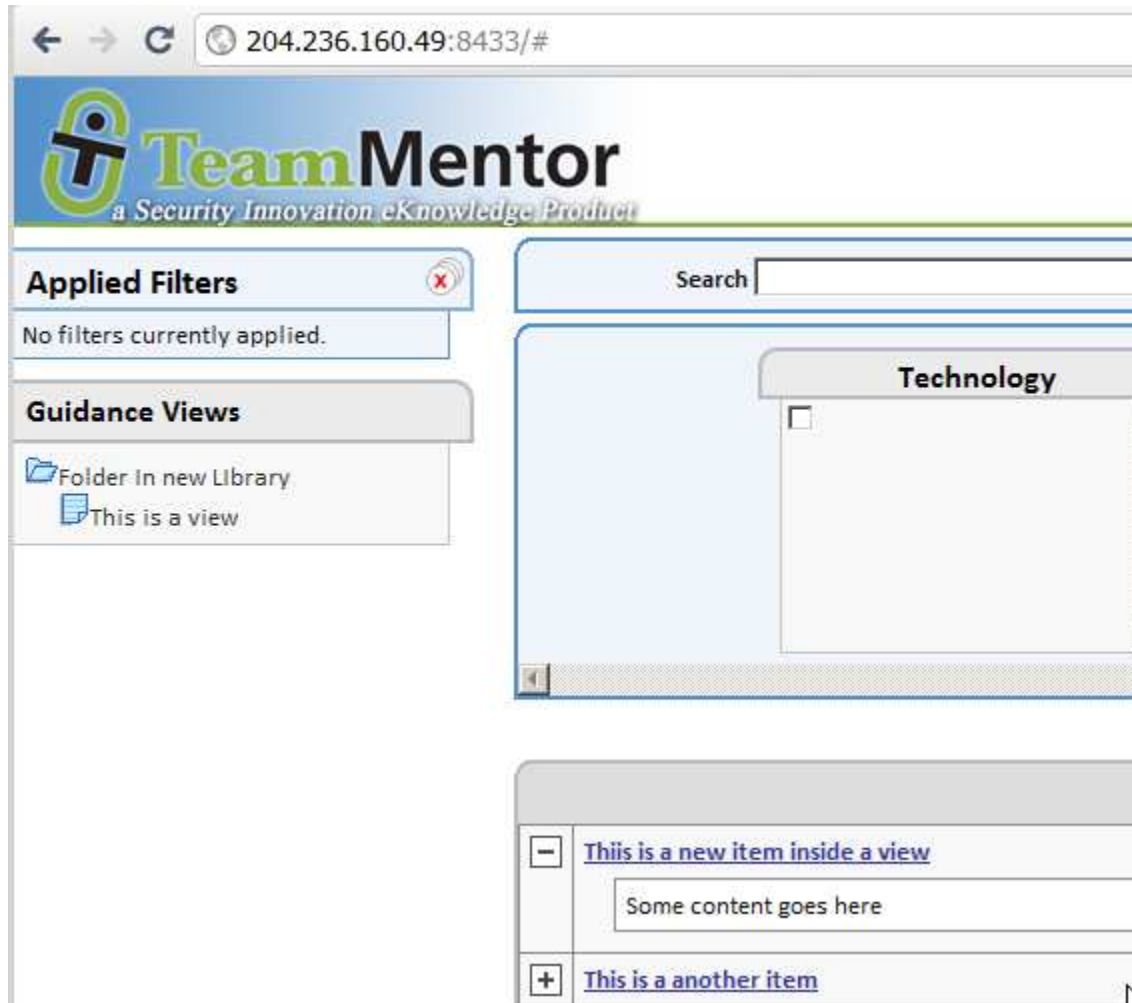 204.236.160.49:8433/#
TeamMentor
a Security Innovation eKnowledge Product
Applied Filters
No filters currently applied.
Guidance Views
Folder In new LIbrary
This is a view
Search
Technology
Thiis is a new item inside a view
Some content goes here
This is a another item